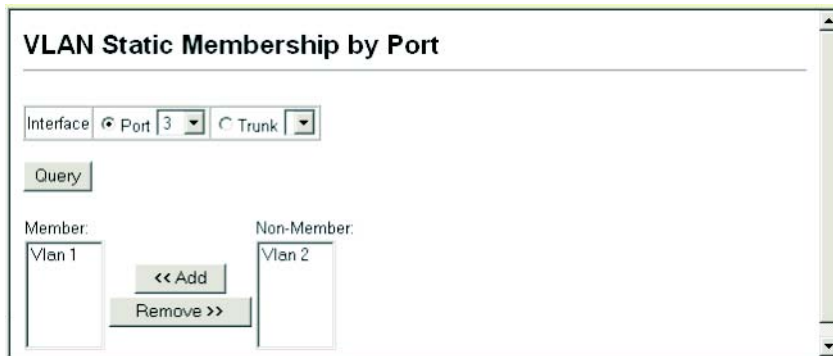 VLAN Static Membership by Port
Interface Port 3 Trunk
Query
Member: Non-Member:
Vlan 1 Vlan 2
<< Add
Remove >>